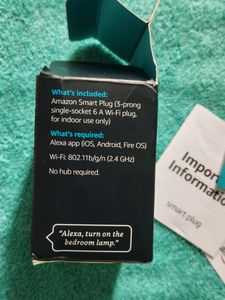 What's included:
Amazon Smart Plug (3-prong
single-socket 6 A Wi-Fi plug,
for indoor use only)
What's required:
Alexa app (iOS, Android, Fire OS)
Wi-Fi: 802.11b/g/n (2.4 GHz)
No hub required.
"Alexa, turn on the
bedroom lamp."
Impor
Information
smart plug